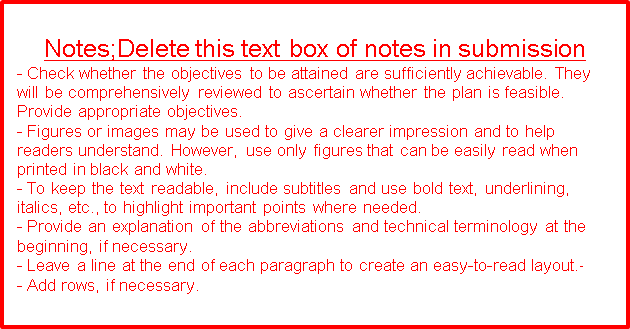 Notes;Delete this text box of notes in submission
- Check whether the objectives to be attained are sufficiently achievable. They
will be comprehensively reviewed to ascertain whether the plan is feasible.
Provide appropriate objectives.
- Figures or images may be used to give a clearer impression and to help
readers understand. However, use only figures that can be easily read when
printed in black and white.
- To keep the text readable, include subtitles and use bold text, underlining,
italics, etc., to highlight important points where needed.
- Provide an explanation of the abbreviations and technical terminology at the
beginning, if necessary.
- Leave a line at the end of each paragraph to create an easy-to-read layout.-
- Add rows, if necessary.